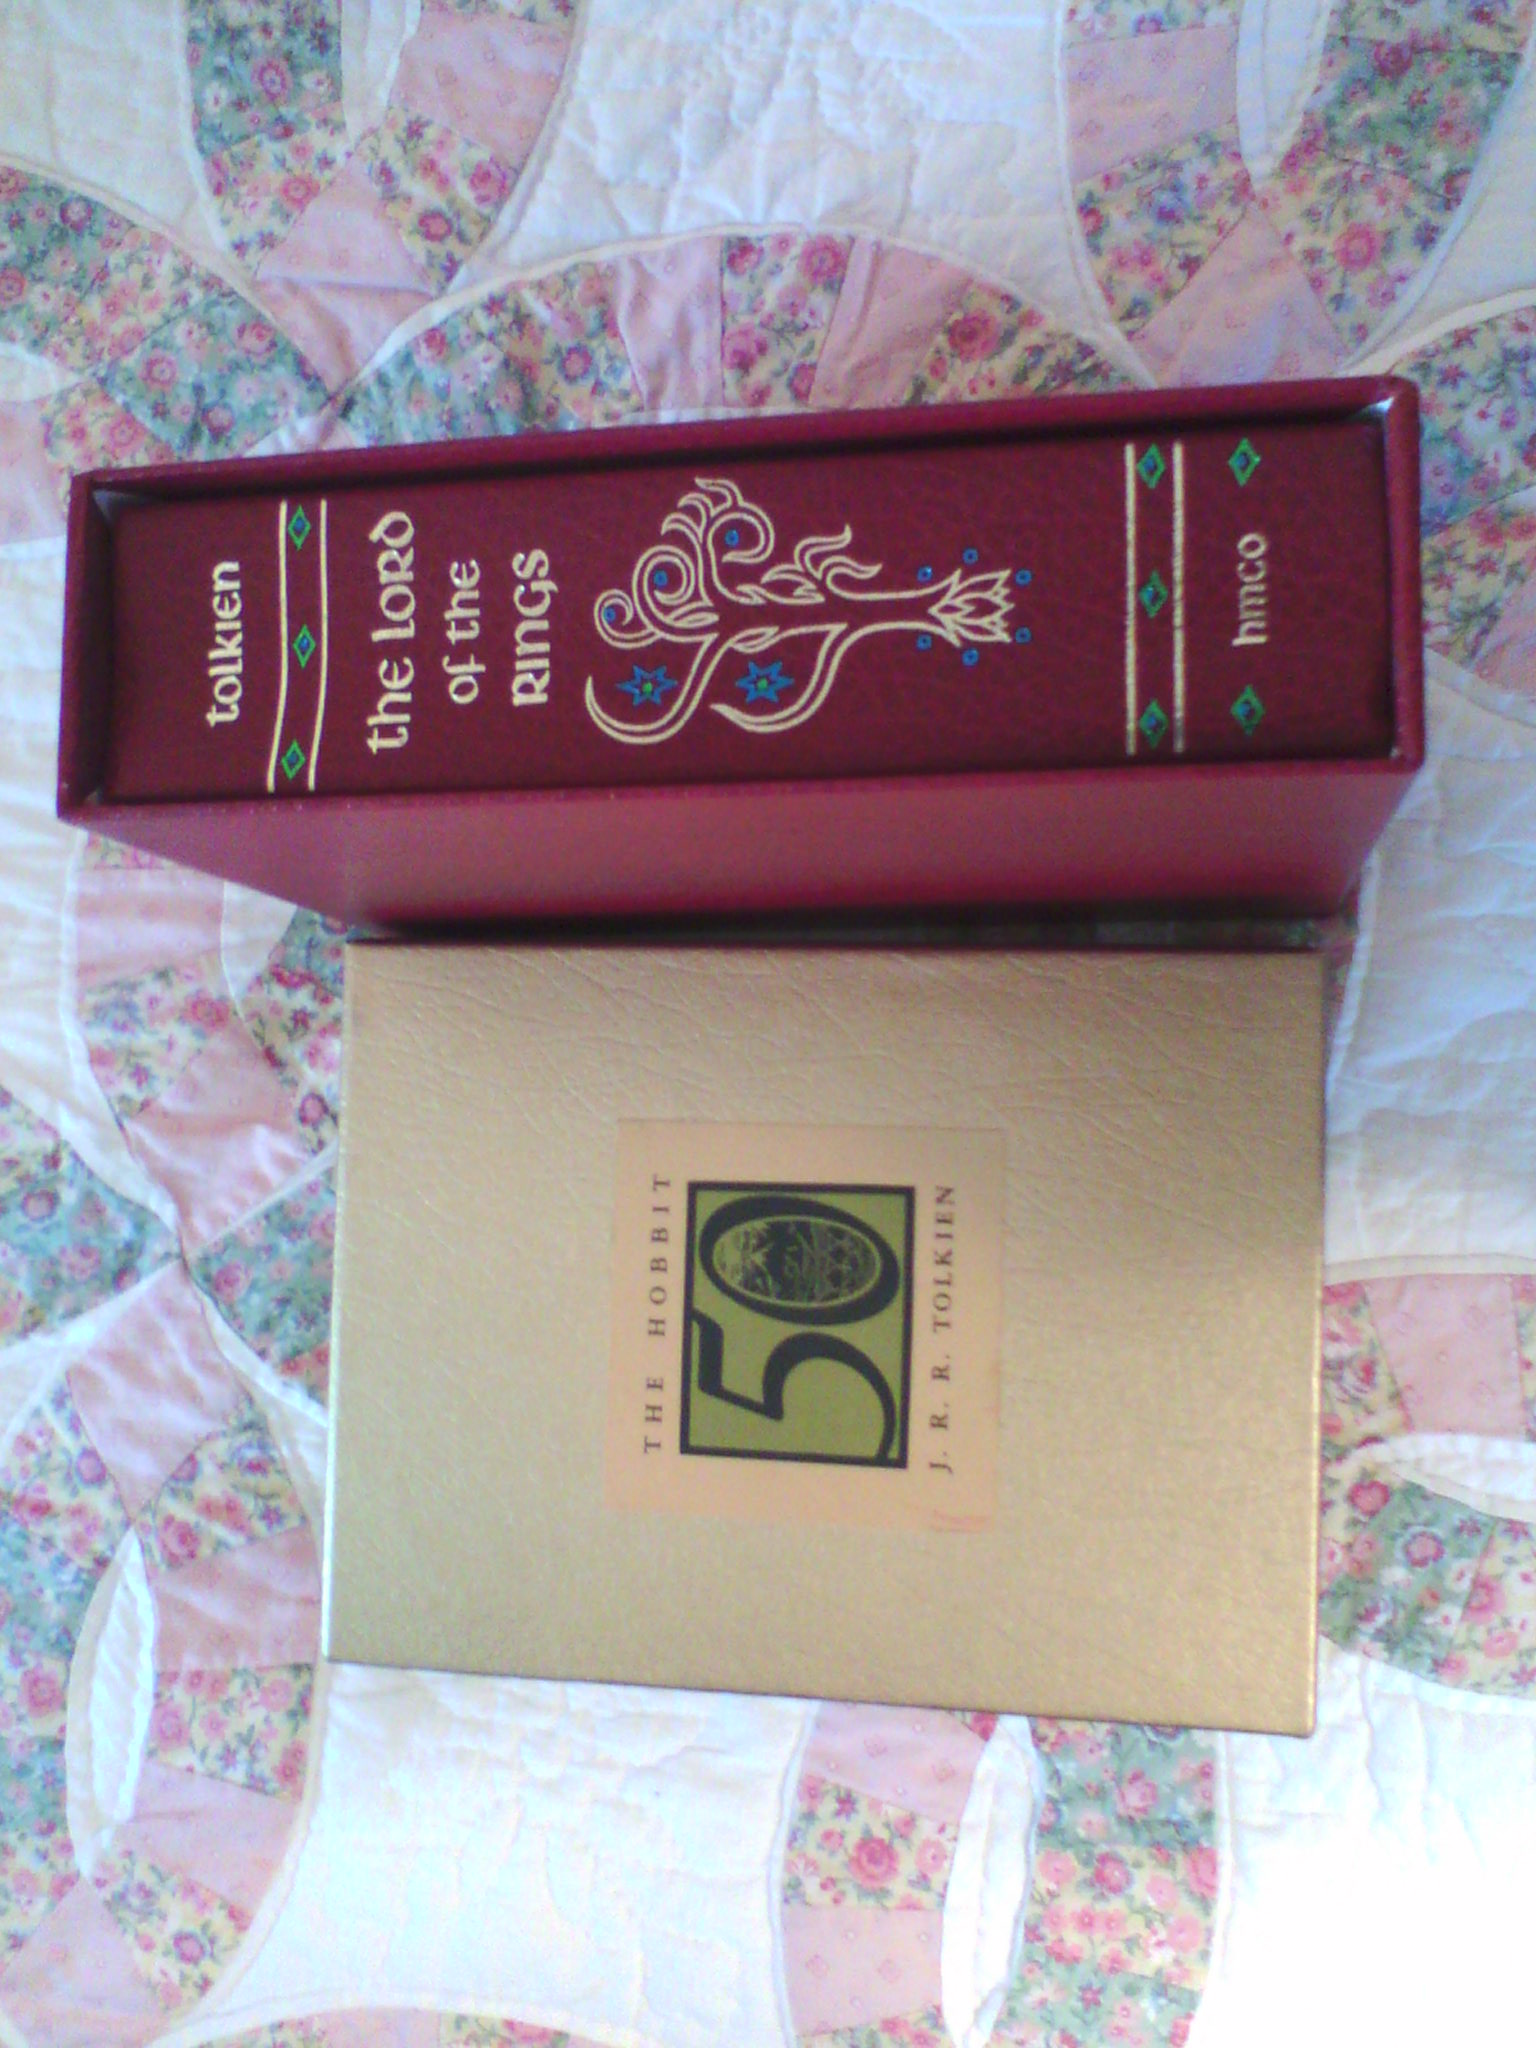 tolkien
the LORD
of the
RINGS
hmco
THE HOBBIT
50
J. R. R. TOLKIEN